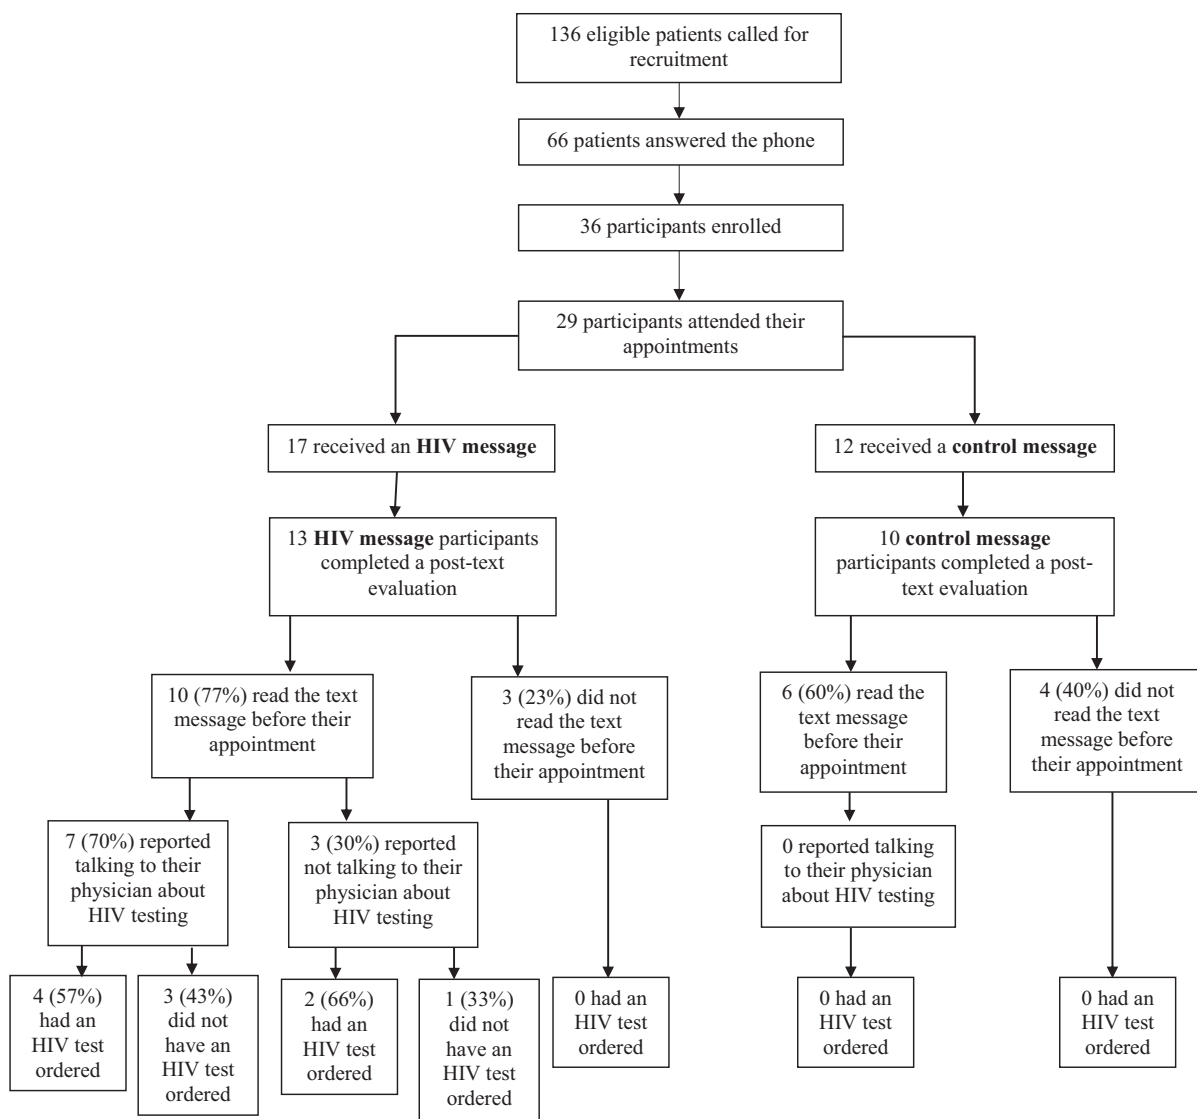 136 eligible patients called for
recruitment
66 patients answered the phone
36 participants enrolled
29 participants attended their
appointments
17 received an HIV message
12 received a control message
13 HIV message participants
completed a post-text
evaluation
10 control message
participants completed a post-
text evaluation
10 (77%) read the text
message before their
appointment
3 (23%) did not
read the text
message before
their appointment
6 (60%) read the
text message
before their
appointment
4 (40%) did not
read the text
message before
their appointment
7 (70%) reported
talking to their
physician about
HIV testing
3 (30%) reported
not talking to their
physician about
HIV testing
0 reported talking
to their physician
about HIV testing
4 (57%)
had an
HIV test
ordered
3 (43%)
did not
have an
HIV test
ordered
2 (66%)
had an
HIV test
ordered
1 (33%)
did not
have an
HIV test
ordered
0 had an
HIV test
ordered
0 had an
HIV test
ordered
0 had an
HIV test
ordered